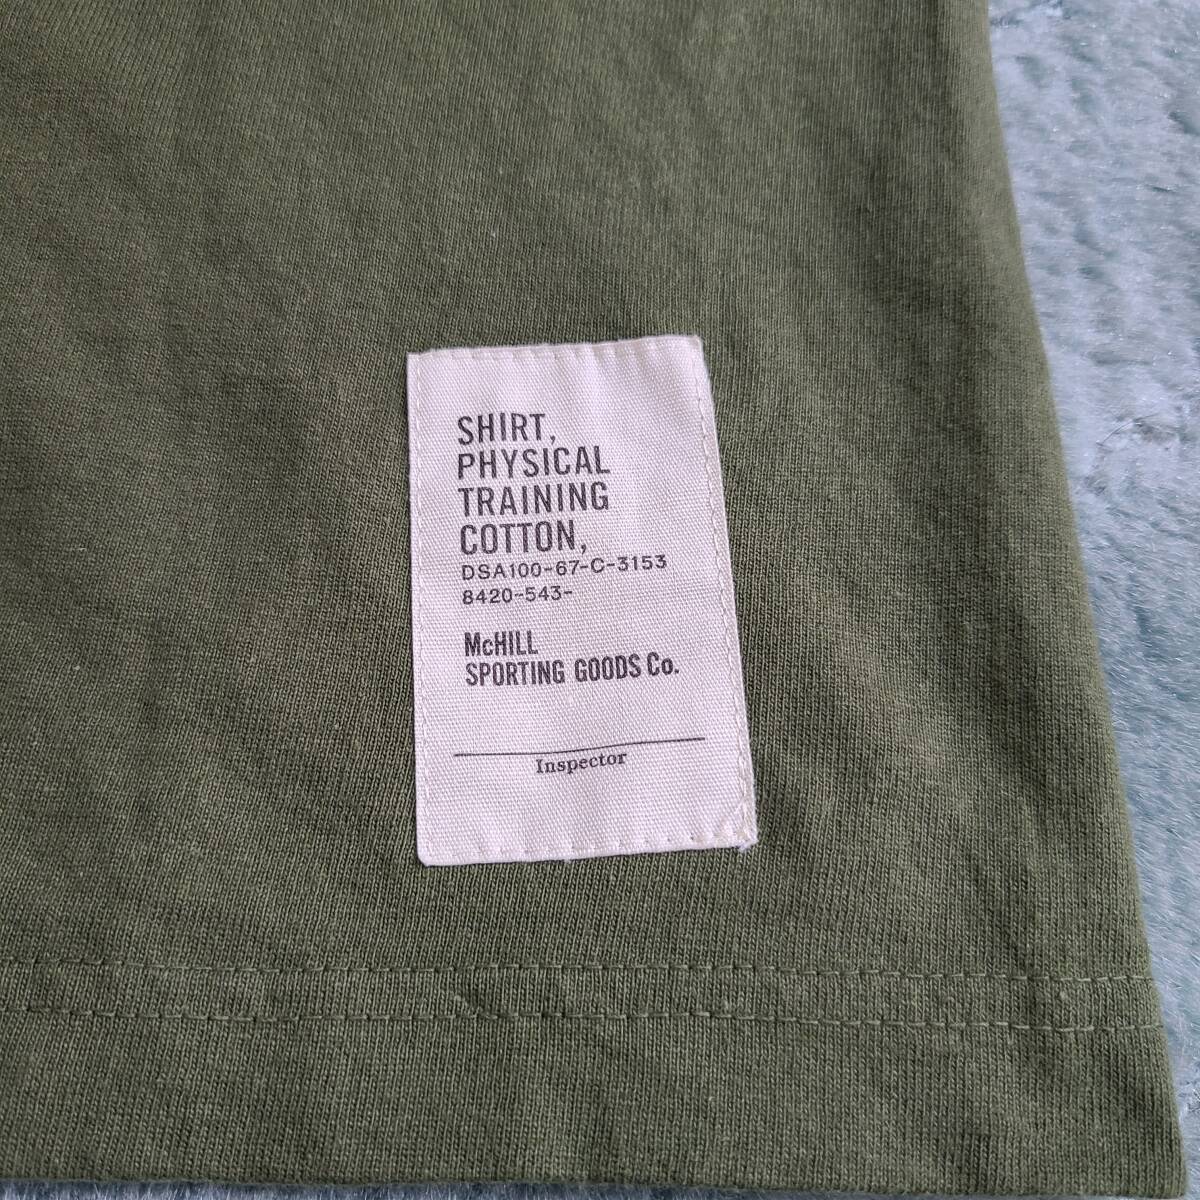 SHIRT,
PHYSICAL
TRAINING
COTTON,
DSA100-67-C-3153
8420-543-
McHILL
SPORTING GOODS Co.
Inspector